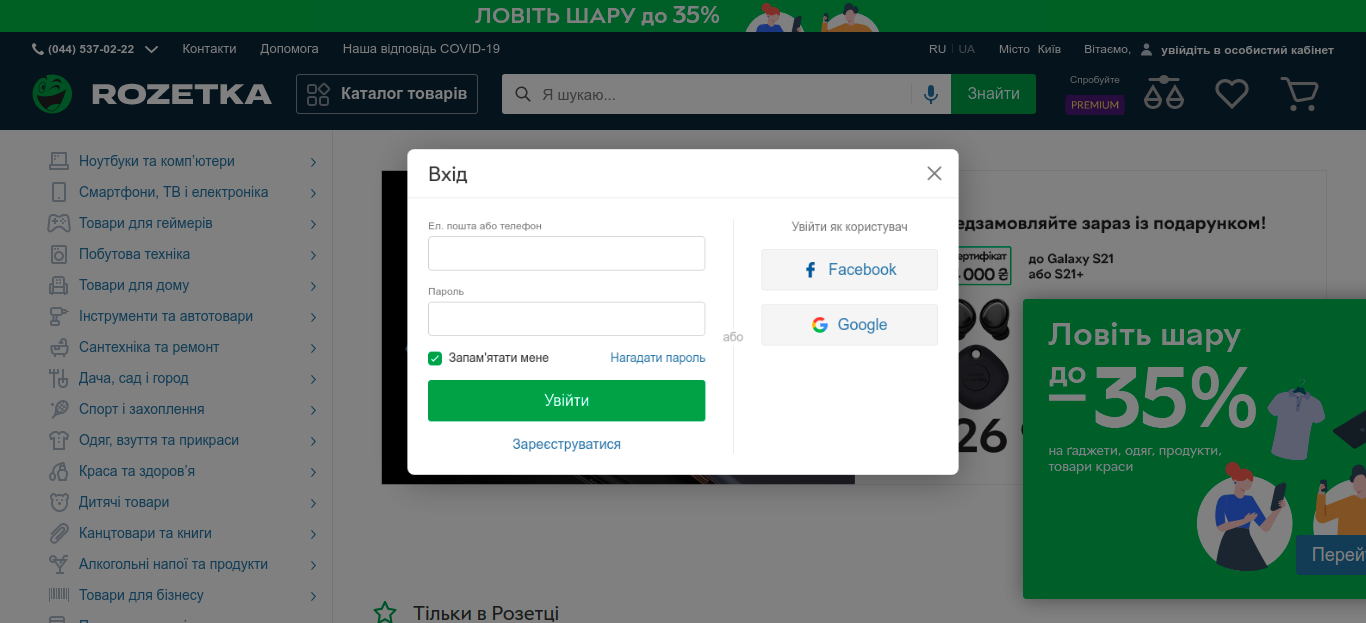 ЛОВІТЬ ШАРУ до 35%
(044) 537-02-22 Контакти Допомога Наша відповідь COVID-19 RU UA Місто Київ Вітаємо, увійдіть в особистий кабінет
ROZETKA Каталог товарів Я шукаю... Знайти Спробуйте PREMIUM
Ноутбуки та комп'ютери
Смартфони, ТВ і електроніка
Товари для геймерів
Побутова техніка
Товари для дому
Інструменти та автотовари
Сантехніка та ремонт
Дача, сад і город
Спорт і захоплення
Одяг, взуття та прикраси
Краса та здоров'я
Дитячі товари
Канцтовари та книги
Алкогольні напої та продукти
Товари для бізнесу
Вхід
Ел. пошта або телефон
Пароль
Запам'ятати мене Нагадати пароль
Увійти
Зареєструватися
або
Увійти як користувач
Facebook
Google
едзамовляйте зараз із подарунком!
ертифікат
000 ₴
до Galaxy S21
або S21+
26
Ловіть шару
до
–35%
на ґаджети, одяг, продукти,
товари краси
Перей
Тільки в Розетці